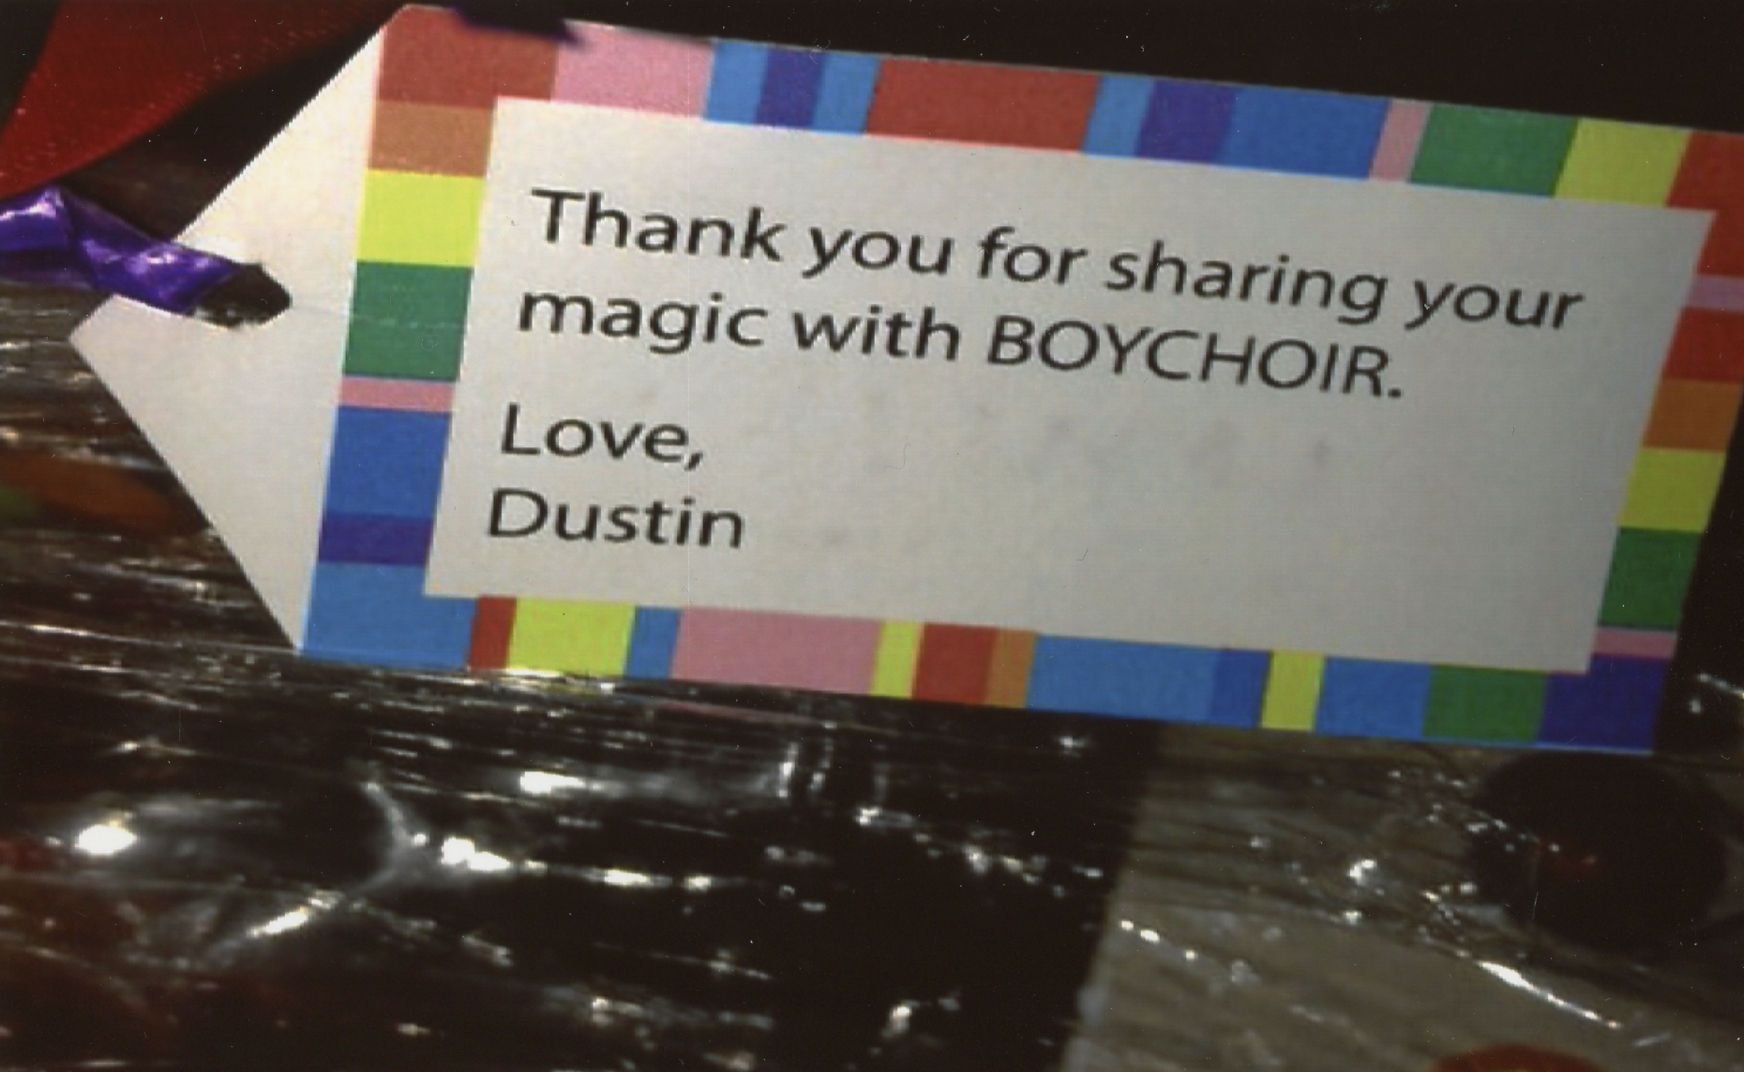 Thank you for sharing your
magic with BOYCHOIR.
Love,
Dustin